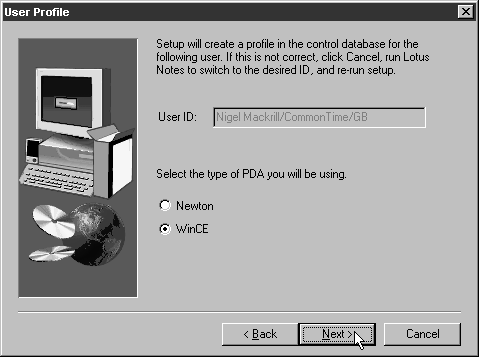 User Profile
Setup will create a profile in the control database for the
following user. If this is not correct, click Cancel, run Lotus
Notes to switch to the desired ID, and re-run setup.
User ID: Nigel Mackrill/CommonTime/GB
Select the type of PDA you will be using.
Newton
WinCE
< Back Next > Cancel